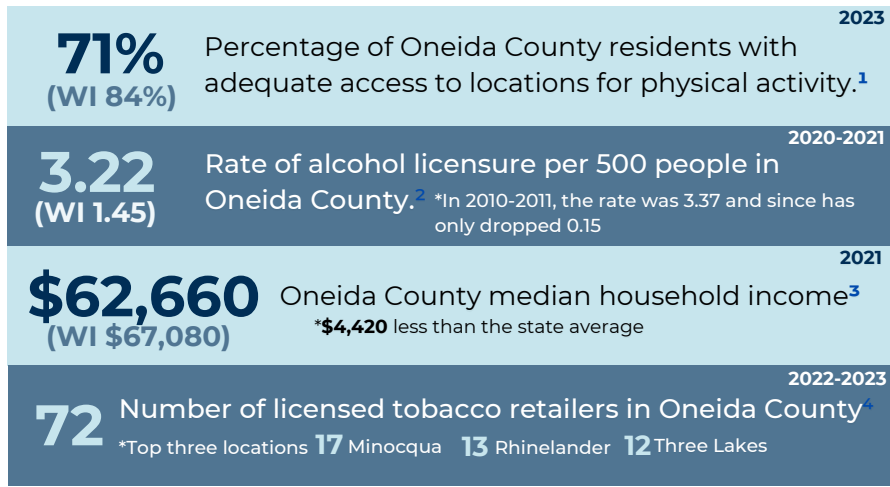 2023
71%
(WI 84%)
Percentage of Oneida County residents with
adequate access to locations for physical activity.1
2020-2021
3.22
(WI 1.45)
Rate of alcohol licensure per 500 people in
Oneida County.2 *In 2010-2011, the rate was 3.37 and since has
only dropped 0.15
2021
$62,660
(WI $67,080)
Oneida County median household income3
*$4,420 less than the state average
2022-2023
72
Number of licensed tobacco retailers in Oneida County4
*Top three locations 17 Minocqua 13 Rhinelander 12 Three Lakes